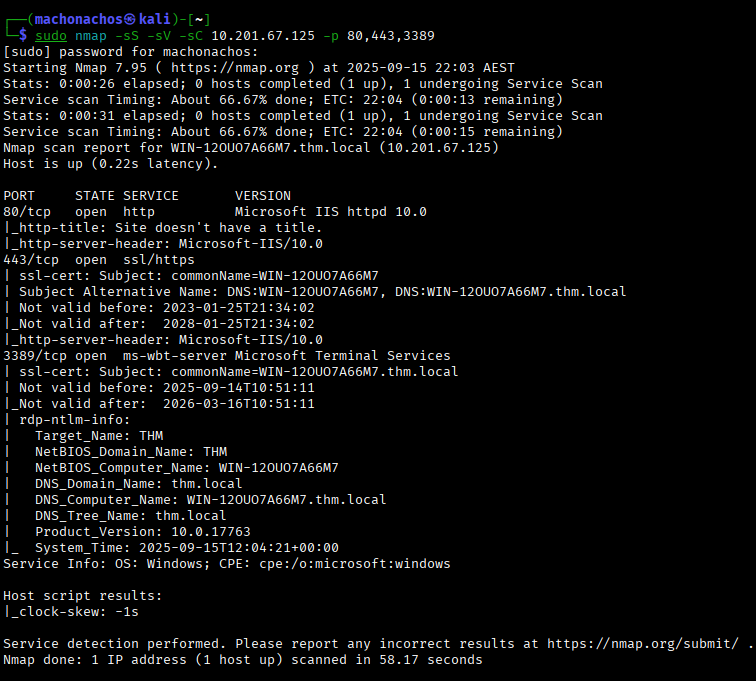 ┌──(machonachos㉿kali)-[~]
└─$ sudo nmap -sS -sV -sC 10.201.67.125 -p 80,443,3389
[sudo] password for machonachos:
Starting Nmap 7.95 ( https://nmap.org ) at 2025-09-15 22:03 AEST
Stats: 0:00:26 elapsed; 0 hosts completed (1 up), 1 undergoing Service Scan
Service scan Timing: About 66.67% done; ETC: 22:04 (0:00:13 remaining)
Stats: 0:00:31 elapsed; 0 hosts completed (1 up), 1 undergoing Service Scan
Service scan Timing: About 66.67% done; ETC: 22:04 (0:00:15 remaining)
Nmap scan report for WIN-12OUO7A66M7.thm.local (10.201.67.125)
Host is up (0.22s latency).

PORT     STATE SERVICE       VERSION
80/tcp   open  http          Microsoft IIS httpd 10.0
|_http-title: Site doesn't have a title.
|_http-server-header: Microsoft-IIS/10.0
443/tcp  open  ssl/https
| ssl-cert: Subject: commonName=WIN-12OUO7A66M7
| Subject Alternative Name: DNS:WIN-12OUO7A66M7, DNS:WIN-12OUO7A66M7.thm.local
| Not valid before: 2023-01-25T21:34:02
|_Not valid after:  2028-01-25T21:34:02
|_http-server-header: Microsoft-IIS/10.0
3389/tcp open  ms-wbt-server Microsoft Terminal Services
| ssl-cert: Subject: commonName=WIN-12OUO7A66M7.thm.local
| Not valid before: 2025-09-14T10:51:11
|_Not valid after:  2026-03-16T10:51:11
| rdp-ntlm-info:
|   Target_Name: THM
|   NetBIOS_Domain_Name: THM
|   NetBIOS_Computer_Name: WIN-12OUO7A66M7
|   DNS_Domain_Name: thm.local
|   DNS_Computer_Name: WIN-12OUO7A66M7.thm.local
|   DNS_Tree_Name: thm.local
|   Product_Version: 10.0.17763
|_  System_Time: 2025-09-15T12:04:21+00:00
Service Info: OS: Windows; CPE: cpe:/o:microsoft:windows

Host script results:
|_clock-skew: -1s

Service detection performed. Please report any incorrect results at https://nmap.org/submit/ .
Nmap done: 1 IP address (1 host up) scanned in 58.17 seconds